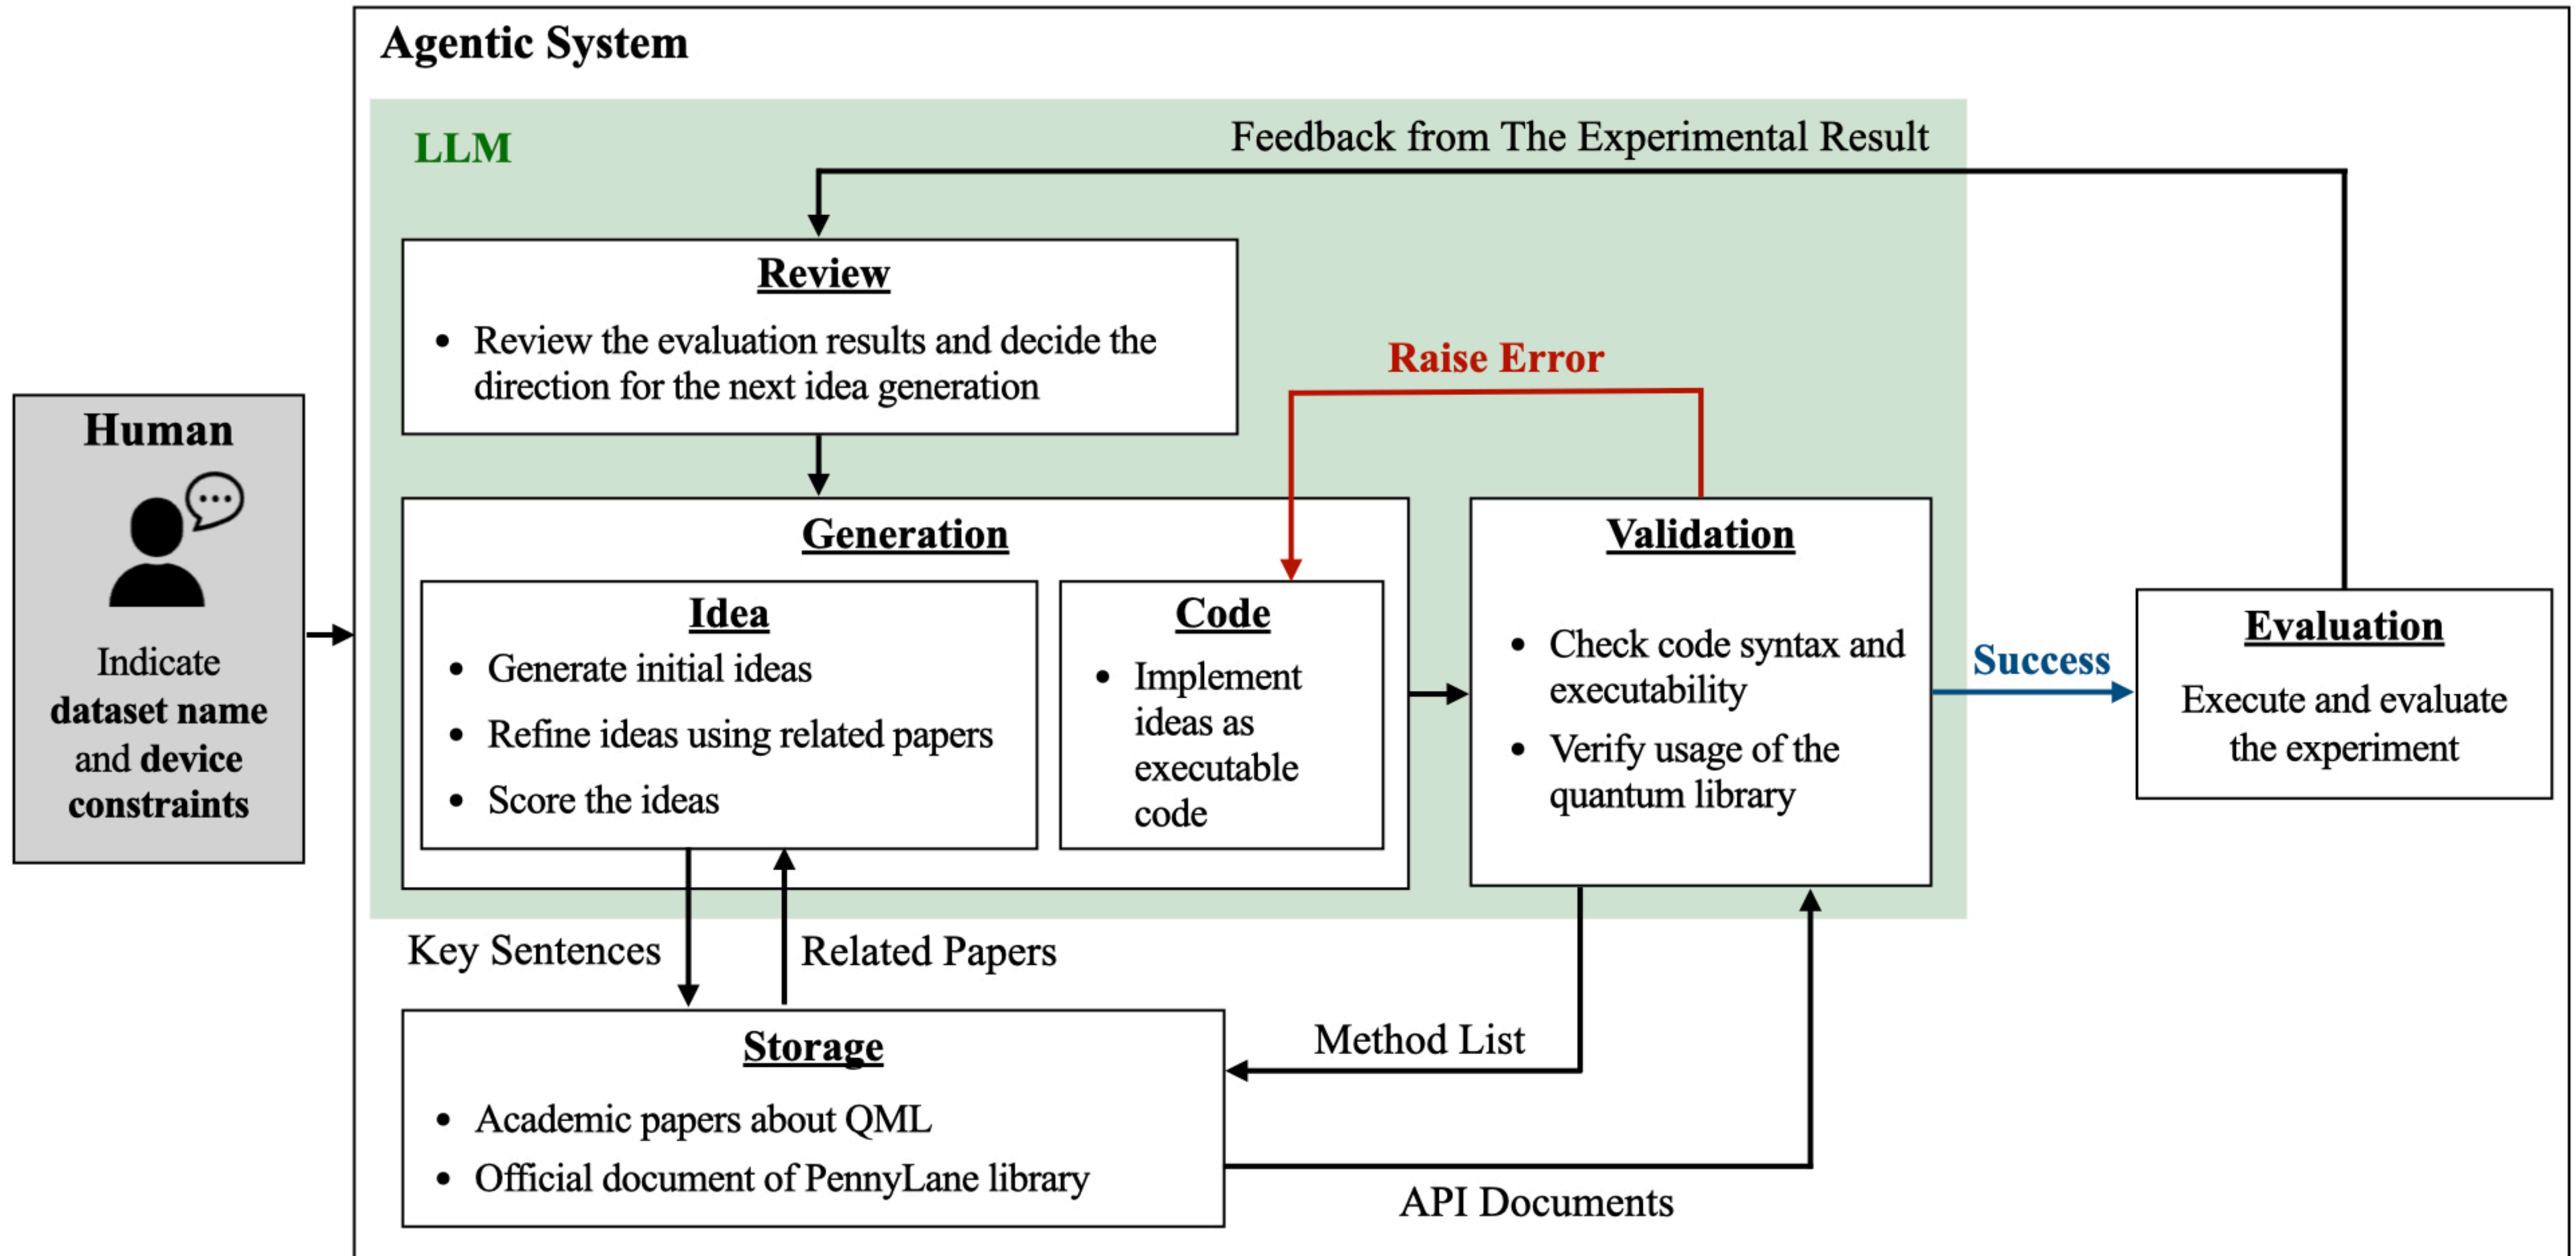 Agentic System
LLM
Feedback from The Experimental Result
Review
• Review the evaluation results and decide the
direction for the next idea generation
Raise Error
Human
Indicate
dataset name
and device
constraints
Generation
Idea
• Generate initial ideas
• Refine ideas using related papers
• Score the ideas
Code
• Implement
ideas as
executable
code
Validation
• Check code syntax and
executability
• Verify usage of the
quantum library
Success
Evaluation
Execute and evaluate
the experiment
Key Sentences
Related Papers
Storage
• Academic papers about QML
• Official document of PennyLane library
Method List
API Documents